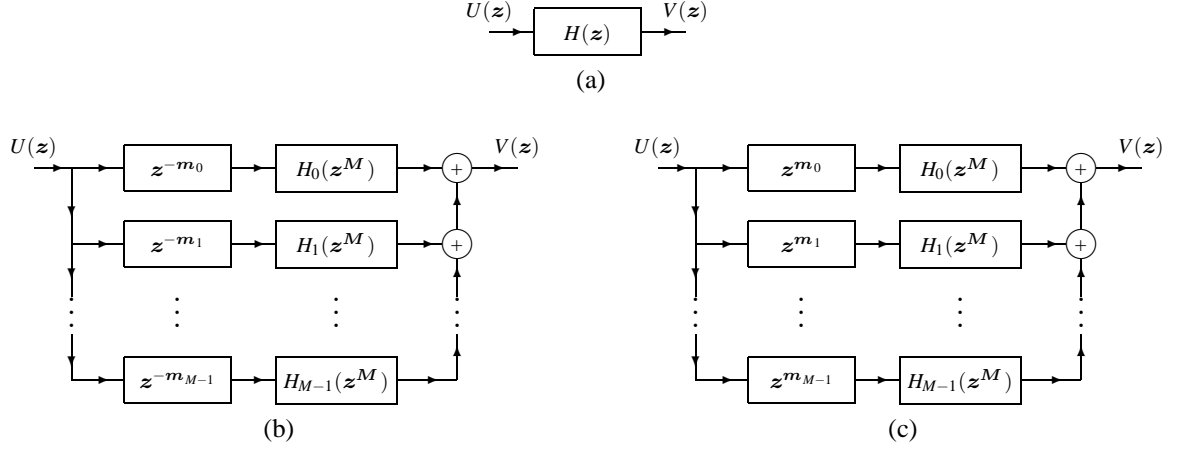 U(z) V(z)
H(z)
(a)
U(z) z^{-m_0} H_0(z^M) + V(z)
z^{-m_1} H_1(z^M) +
⋮ ⋮ ⋮ ⋮
z^{-m_{M-1}} H_{M-1}(z^M)
(b)
U(z) z^{m_0} H_0(z^M) + V(z)
z^{m_1} H_1(z^M) +
⋮ ⋮ ⋮ ⋮
z^{m_{M-1}} H_{M-1}(z^M)
(c)